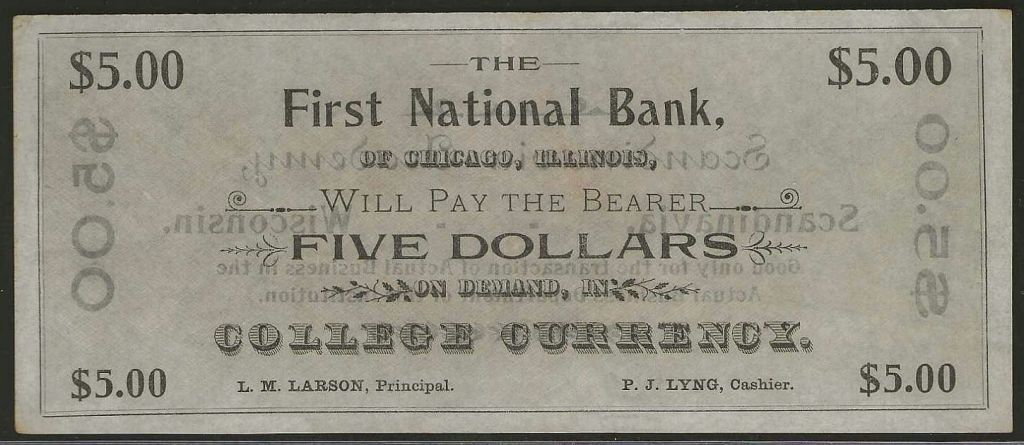 $5.00 —THE— $5.00
First National Bank,
OF CHICAGO, ILLINOIS,
WILL PAY THE BEARER
FIVE DOLLARS
ON DEMAND, IN
COLLEGE CURRENCY.
$5.00 L. M. LARSON, Principal. P. J. LYNG, Cashier. $5.00